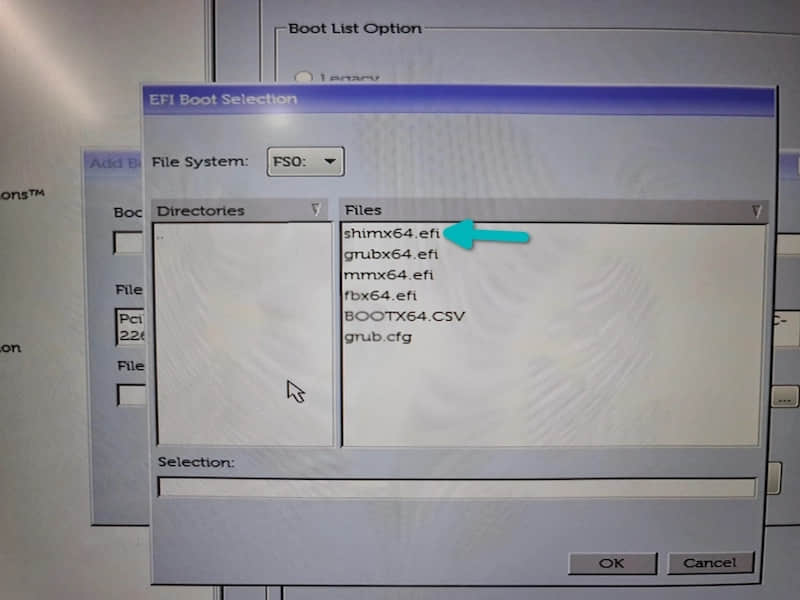 Boot List Option
Legacy
EFI Boot Selection
Add B
File System: FS0:
ons™
Directories
Files
Boo
..
shimx64.efi
grubx64.efi
mmx64.efi
File
fbx64.efi
Pci
BOOTX64.CSV
C-
226
grub.cfg
on
File
...
Selection:
OK
Cancel